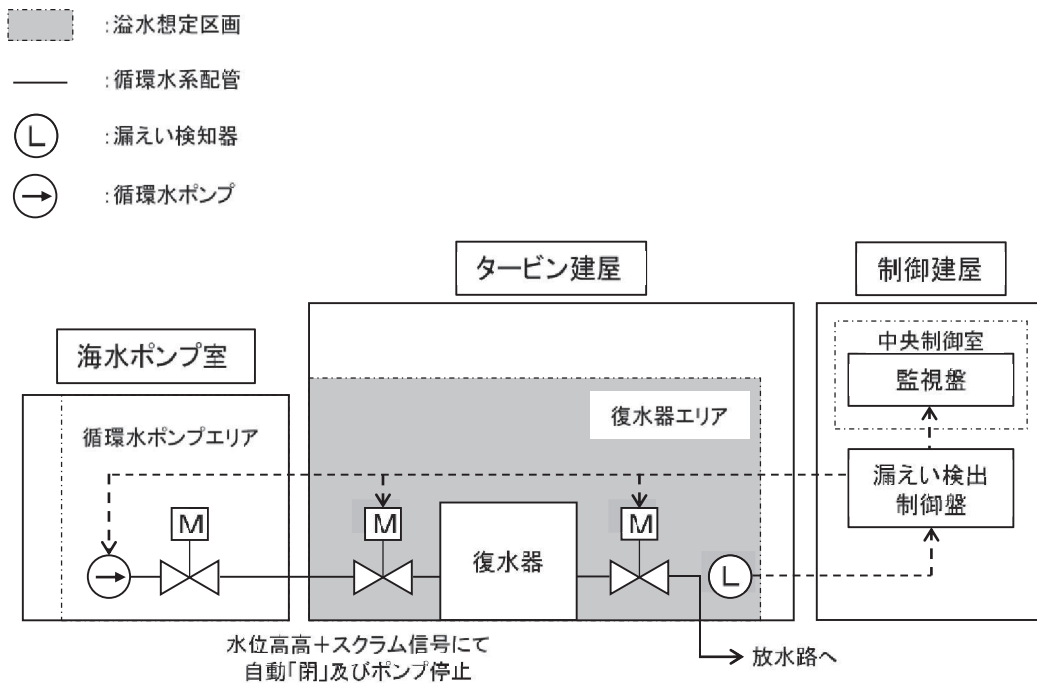 :溢水想定区画
:循環水系配管
L
:漏えい検知器
:循環水ポンプ
タービン建屋
制御建屋
海水ポンプ室
中央制御室
監視盤
復水器エリア
循環水ポンプエリア
漏えい検出
制御盤
M
M
M
復水器
L
水位高高＋スクラム信号にて
自動「閉」及びポンプ停止
放水路へ